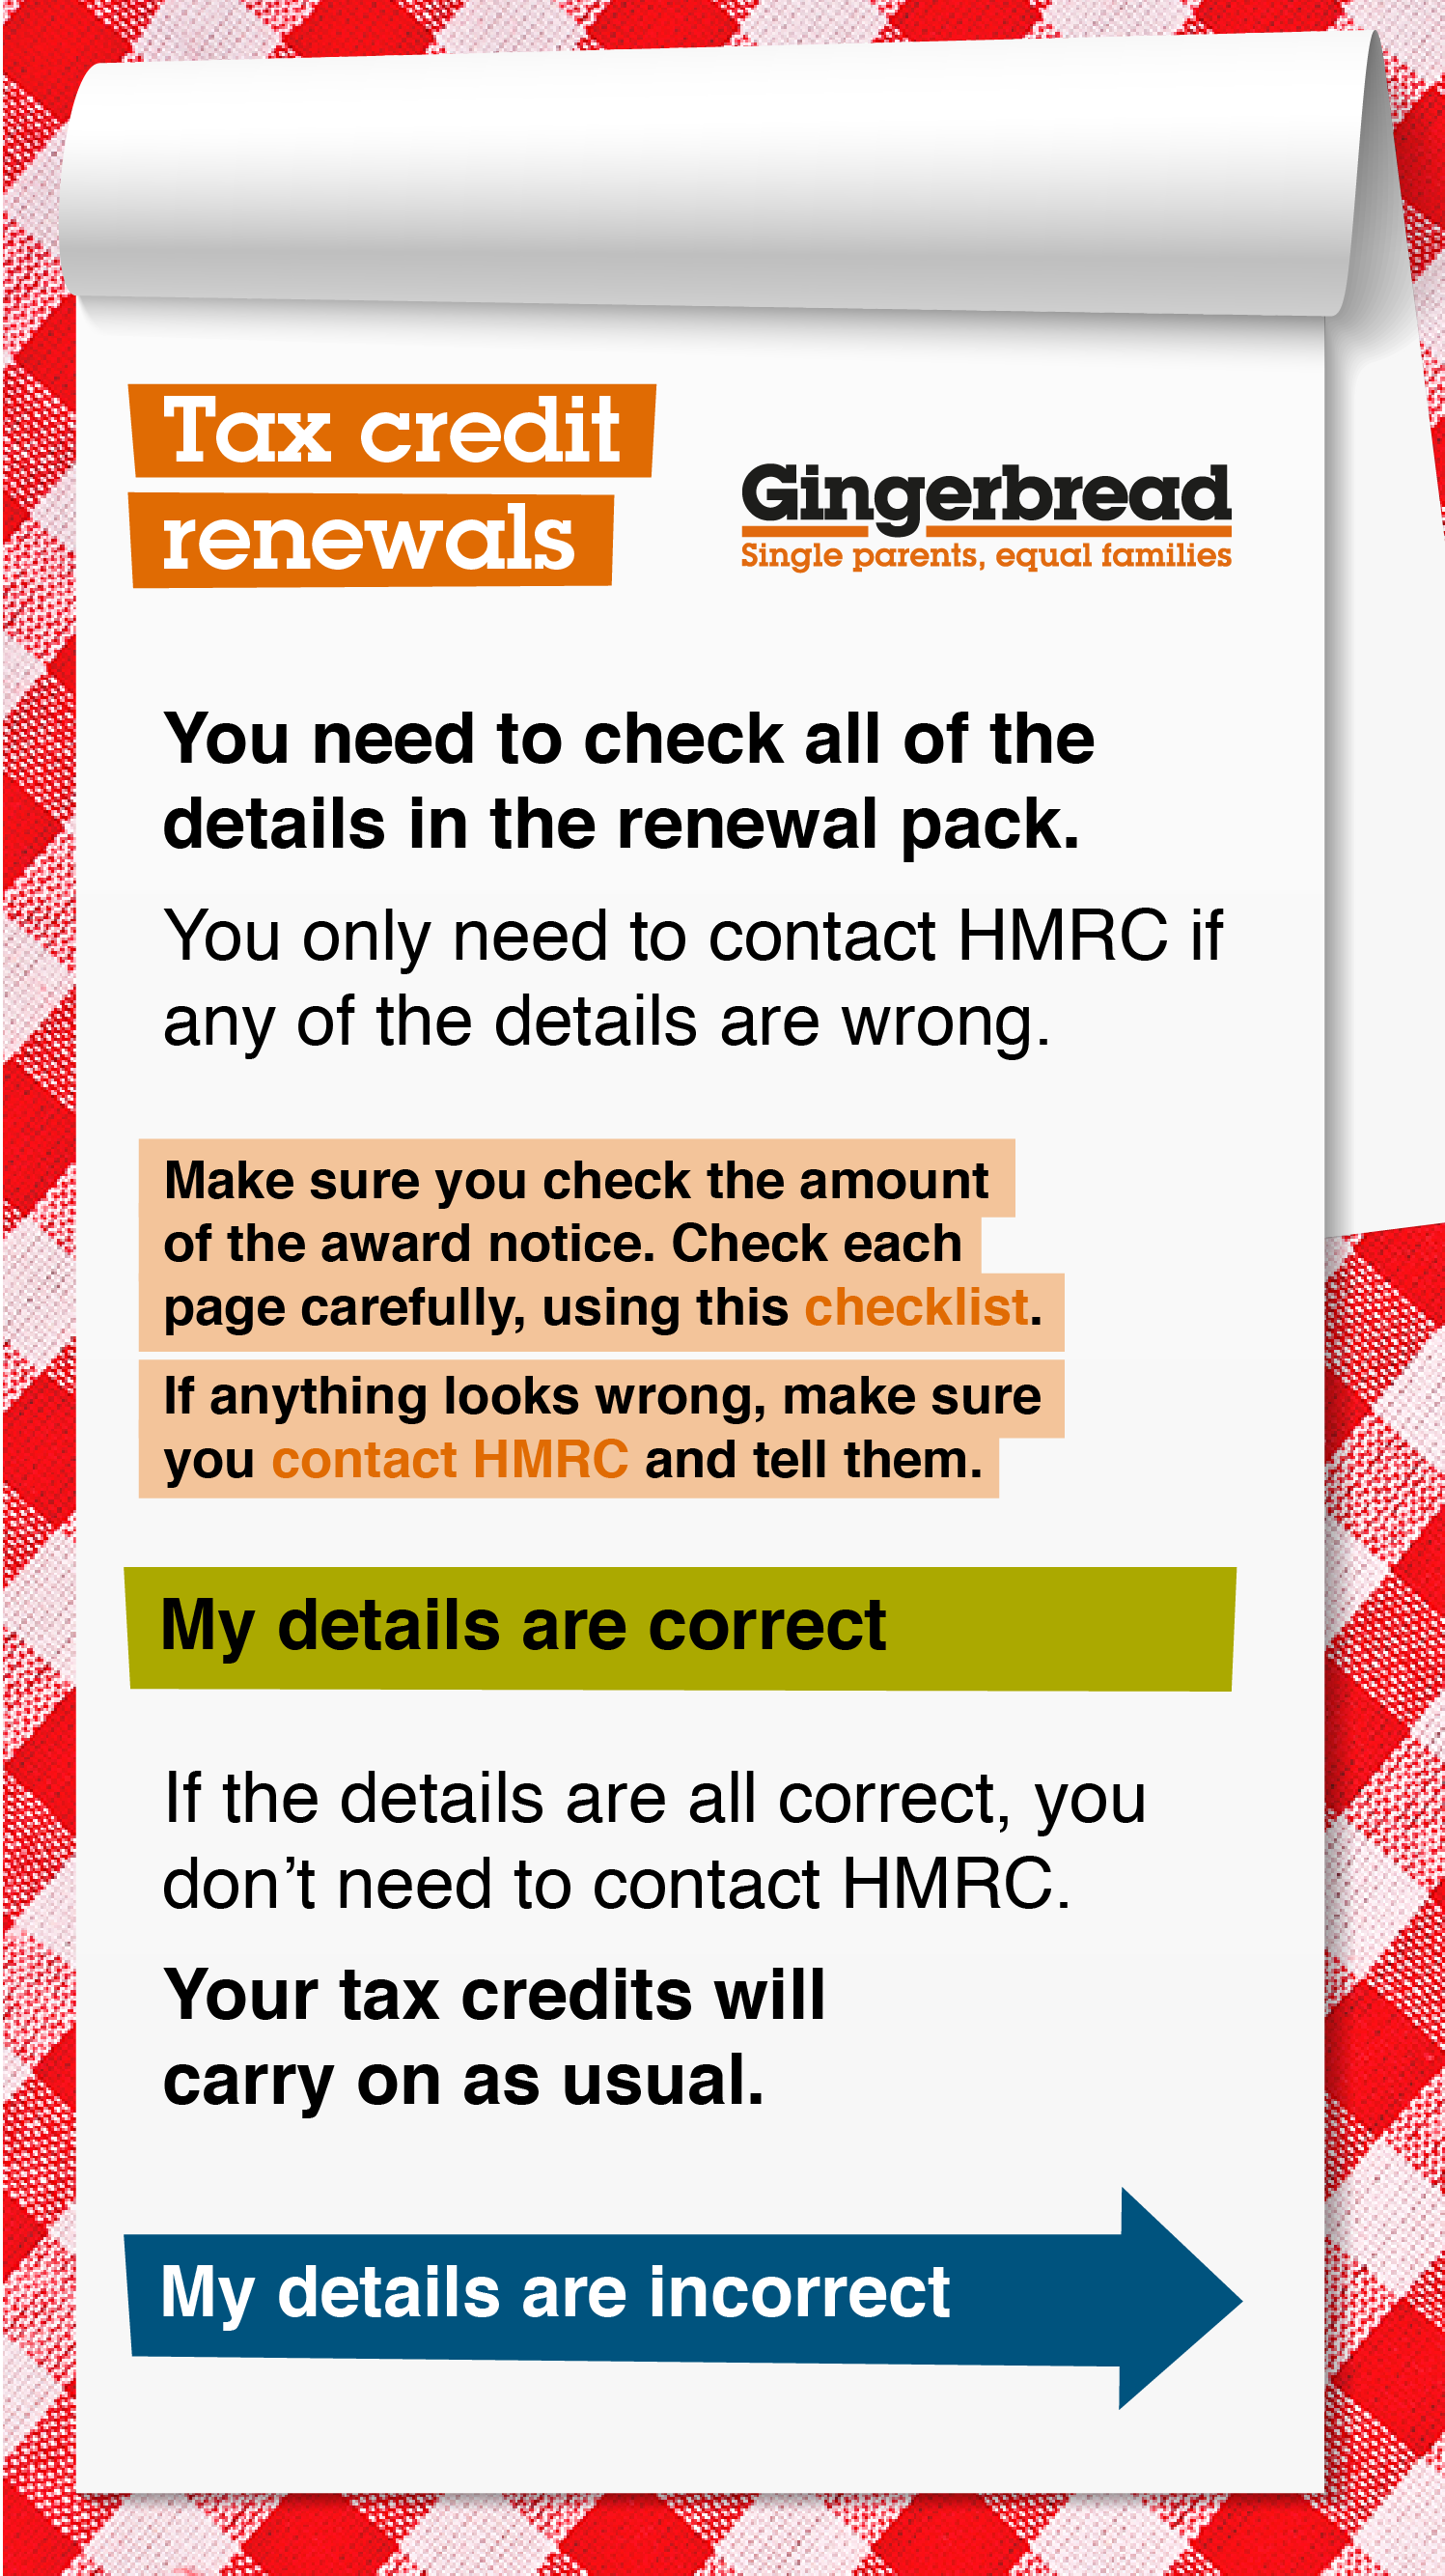 Tax credit
renewals
Gingerbread
Single parents, equal families
You need to check all of the
details in the renewal pack.
You only need to contact HMRC if
any of the details are wrong.
Make sure you check the amount
of the award notice. Check each
page carefully, using this checklist.
If anything looks wrong, make sure
you contact HMRC and tell them.
My details are correct
If the details are all correct, you
don’t need to contact HMRC.
Your tax credits will
carry on as usual.
My details are incorrect